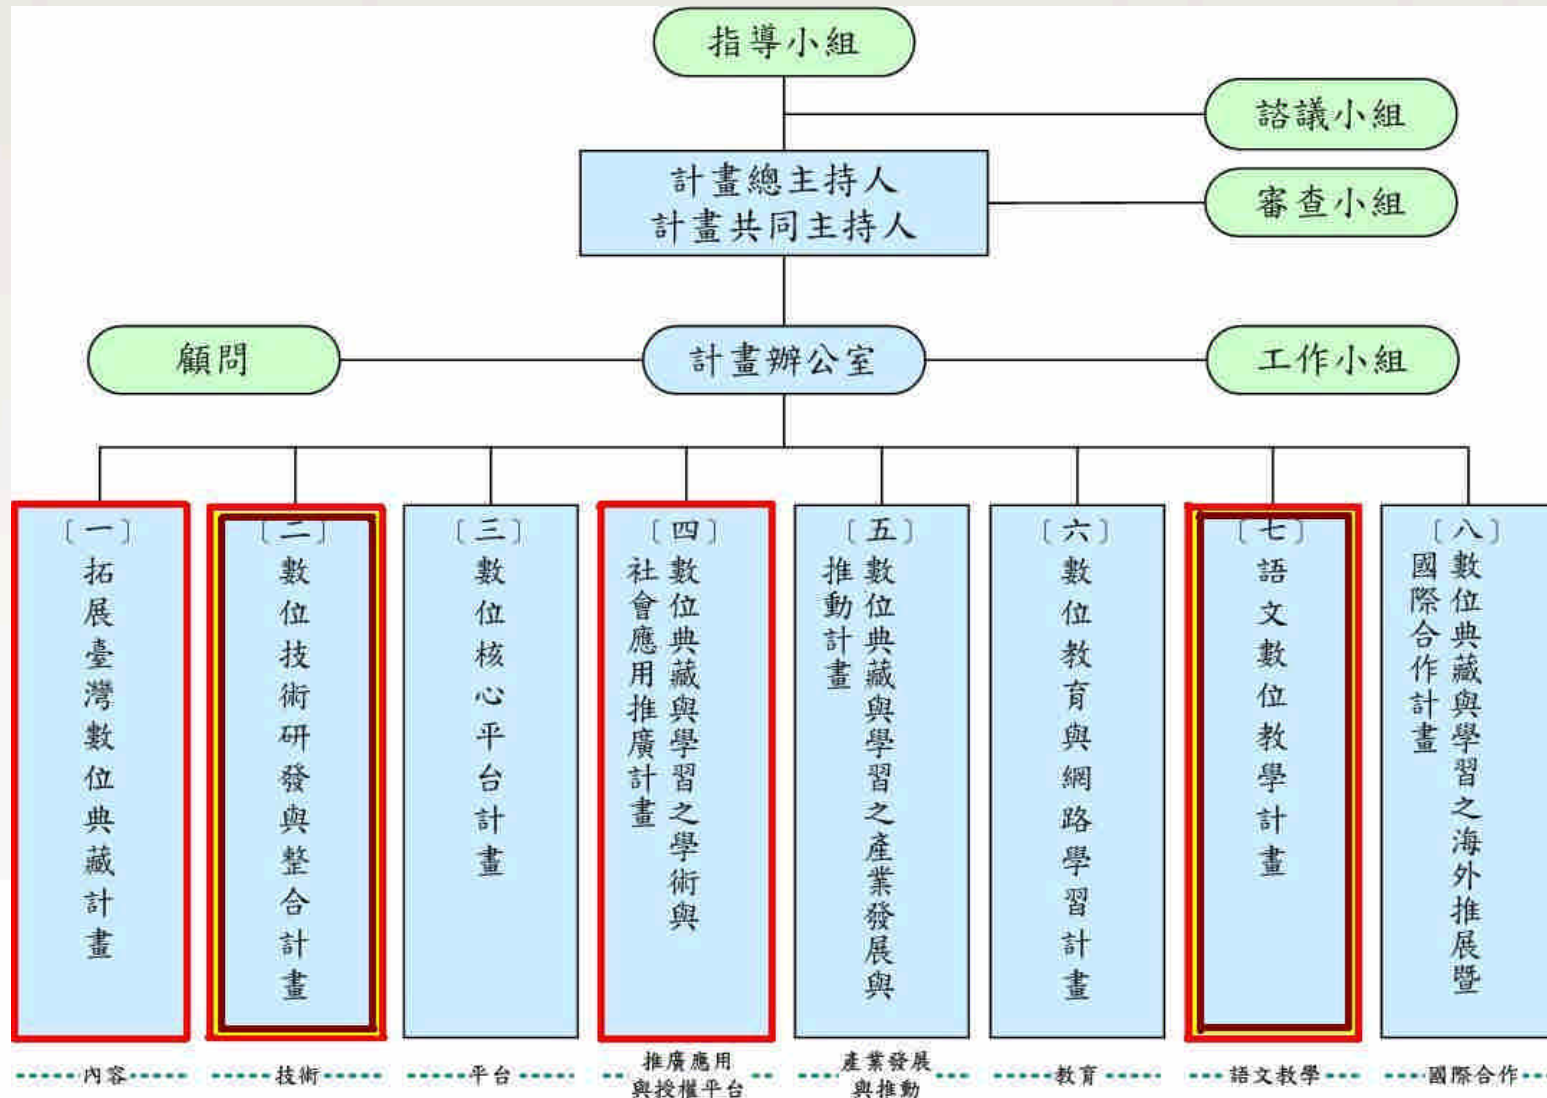 指導小組
諮議小組
計畫總主持人
計畫共同主持人
審查小組
顧問
計畫辦公室
工作小組
〔一〕
拓展臺灣數位典藏計畫
〔二〕
數位技術研發與整合計畫
〔三〕
數位核心平台計畫
〔四〕
數位典藏與學習之學術與
社會應用推廣計畫
〔五〕
數位典藏與學習之產業發展與
推動計畫
〔六〕
數位教育與網路學習計畫
〔七〕
語文數位教學計畫
〔八〕
數位典藏與學習之海外推展暨
國際合作計畫
內容
技術
平台
推廣應用
與授權平台
產業發展
與推動
教育
語文教學
國際合作